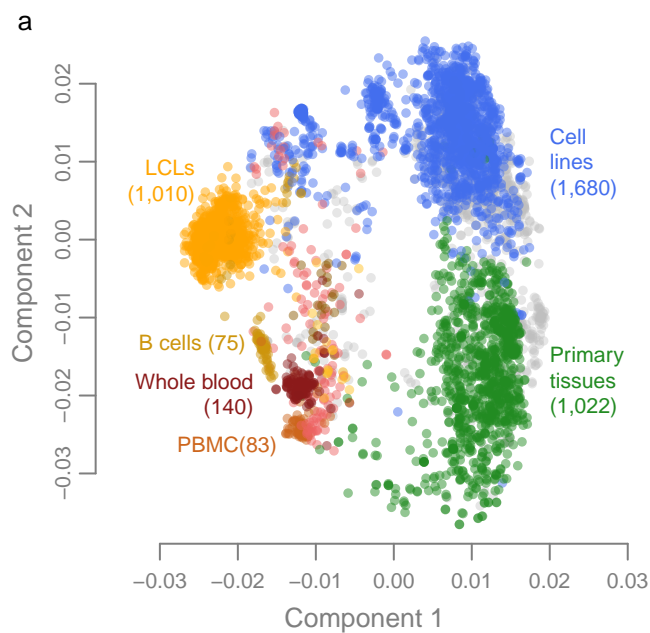 a
Component 2
0.02
0.01
0.00
−0.01
−0.02
−0.03
LCLs
(1,010)
Cell
lines
(1,680)
B cells (75)
Whole blood
(140)
PBMC(83)
Primary
tissues
(1,022)
−0.03 −0.02 −0.01 0.00 0.01 0.02 0.03
Component 1